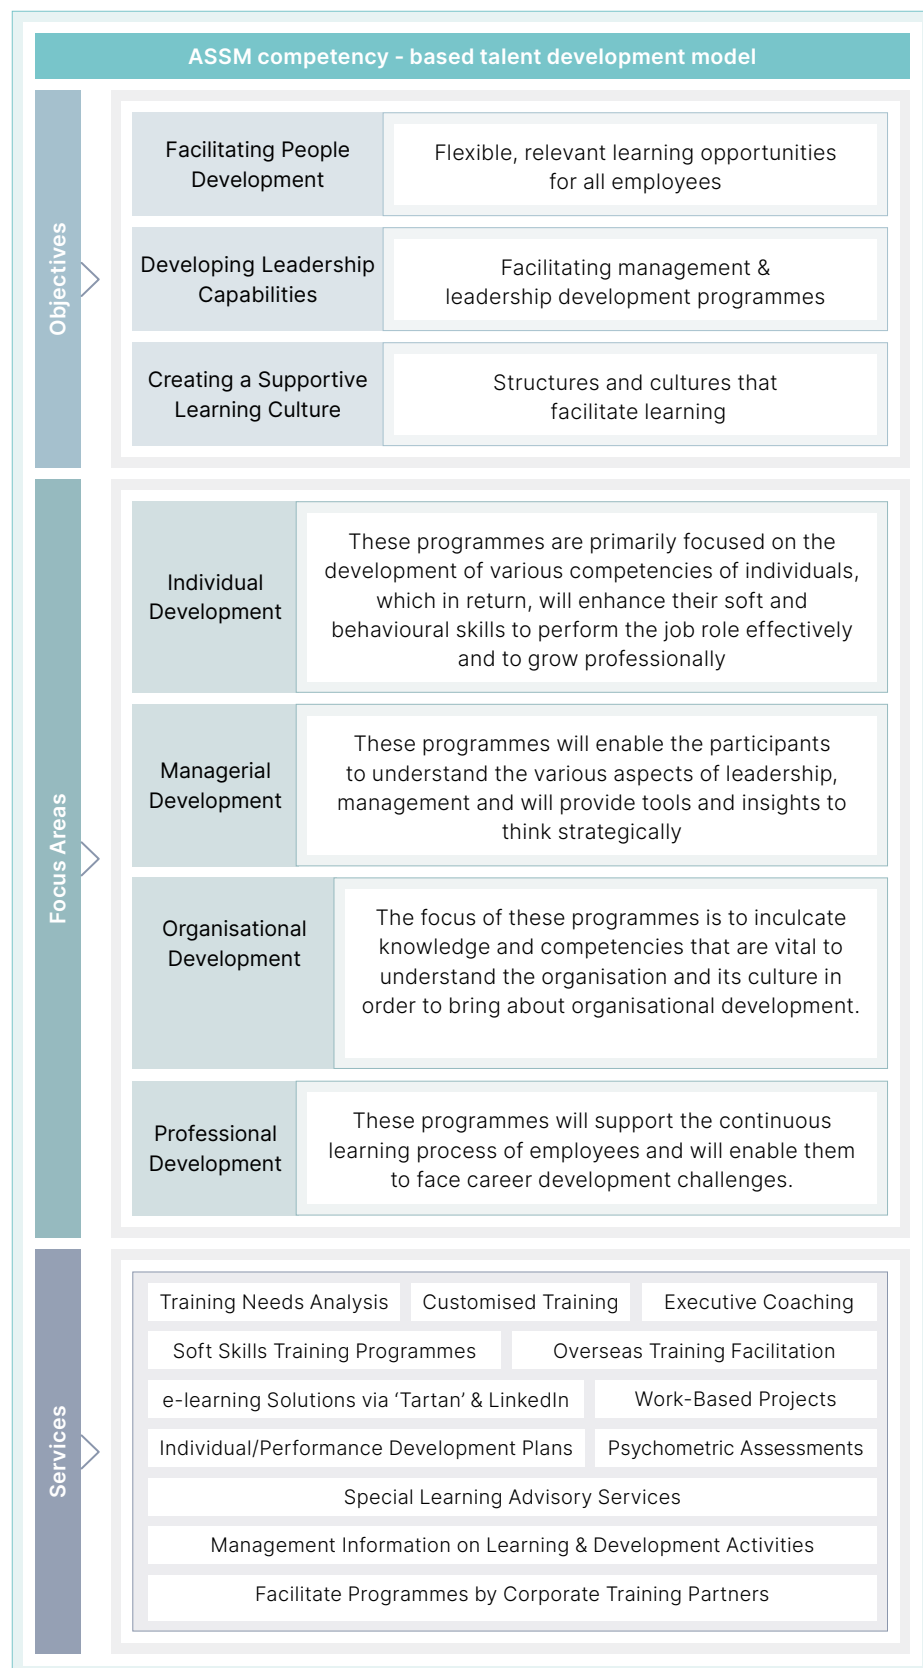 ASSM competency - based talent development model
Objectives
Facilitating People
Development
Flexible, relevant learning opportunities
for all employees
Developing Leadership
Capabilities
Facilitating management &
leadership development programmes
Creating a Supportive
Learning Culture
Structures and cultures that
facilitate learning
Focus Areas
Individual
Development
These programmes are primarily focused on the
development of various competencies of individuals,
which in return, will enhance their soft and
behavioural skills to perform the job role effectively
and to grow professionally
Managerial
Development
These programmes will enable the participants
to understand the various aspects of leadership,
management and will provide tools and insights to
think strategically
Organisational
Development
The focus of these programmes is to inculcate
knowledge and competencies that are vital to
understand the organisation and its culture in
order to bring about organisational development.
Professional
Development
These programmes will support the continuous
learning process of employees and will enable them
to face career development challenges.
Services
Training Needs Analysis
Customised Training
Executive Coaching
Soft Skills Training Programmes
Overseas Training Facilitation
e-learning Solutions via ‘Tartan’ & LinkedIn
Work-Based Projects
Individual/Performance Development Plans
Psychometric Assessments
Special Learning Advisory Services
Management Information on Learning & Development Activities
Facilitate Programmes by Corporate Training Partners